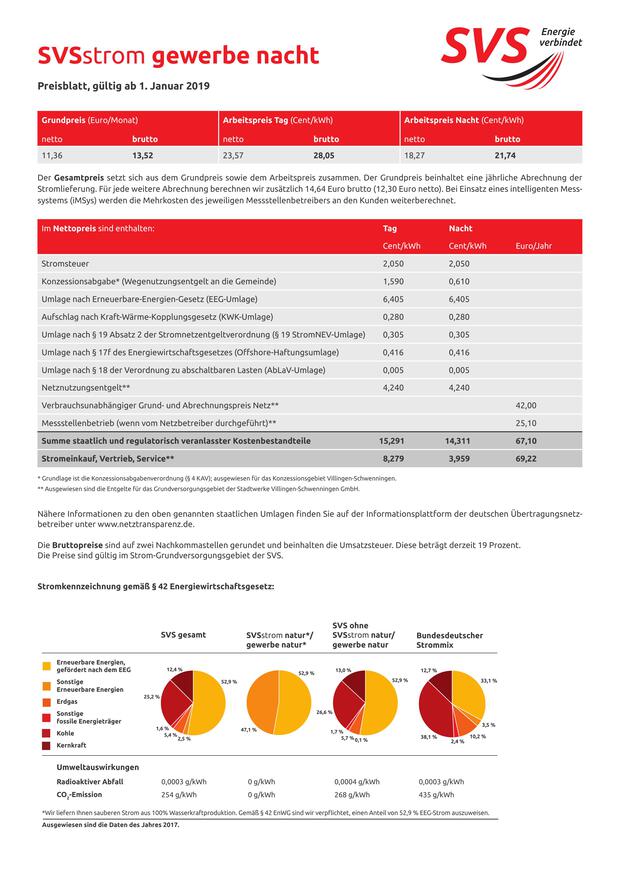 SVSstrom gewerbe nacht
SVS Energie
verbindet
Preisblatt, gültig ab 1. Januar 2019
Grundpreis (Euro/Monat) Arbeitspreis Tag (Cent/kWh) Arbeitspreis Nacht (Cent/kWh)
netto brutto netto brutto netto brutto
11,36 13,52 23,57 28,05 18,27 21,74
Der Gesamtpreis setzt sich aus dem Grundpreis sowie dem Arbeitspreis zusammen. Der Grundpreis beinhaltet eine jährliche Abrechnung der
Stromlieferung. Für jede weitere Abrechnung berechnen wir zusätzlich 14,64 Euro brutto (12,30 Euro netto). Bei Einsatz eines intelligenten Mess-
systems (iMSys) werden die Mehrkosten des jeweiligen Messstellenbetreibers an den Kunden weiterberechnet.
Im Nettopreis sind enthalten: Tag Nacht
Cent/kWh Cent/kWh Euro/Jahr
Stromsteuer 2,050 2,050
Konzessionsabgabe* (Wegenutzungsentgelt an die Gemeinde) 1,590 0,610
Umlage nach Erneuerbare-Energien-Gesetz (EEG-Umlage) 6,405 6,405
Aufschlag nach Kraft-Wärme-Kopplungsgesetz (KWK-Umlage) 0,280 0,280
Umlage nach § 19 Absatz 2 der Stromnetzentgeltverordnung (§ 19 StromNEV-Umlage) 0,305 0,305
Umlage nach § 17f des Energiewirtschaftsgesetzes (Offshore-Haftungsumlage) 0,416 0,416
Umlage nach § 18 der Verordnung zu abschaltbaren Lasten (AbLaV-Umlage) 0,005 0,005
Netznutzungsentgelt** 4,240 4,240
Verbrauchsunabhängiger Grund- und Abrechnungspreis Netz** 42,00
Messstellenbetrieb (wenn vom Netzbetreiber durchgeführt)** 25,10
Summe staatlich und regulatorisch veranlasster Kostenbestandteile 15,291 14,311 67,10
Stromeinkauf, Vertrieb, Service** 8,279 3,959 69,22
* Grundlage ist die Konzessionsabgabenverordnung (§ 4 KAV); ausgewiesen für das Konzessionsgebiet Villingen-Schwenningen.
** Ausgewiesen sind die Entgelte für das Grundversorgungsgebiet der Stadtwerke Villingen-Schwenningen GmbH.
Nähere Informationen zu den oben genannten staatlichen Umlagen finden Sie auf der Informationsplattform der deutschen Übertragungsnetz-
betreiber unter www.netztransparenz.de.
Die Bruttopreise sind auf zwei Nachkommastellen gerundet und beinhalten die Umsatzsteuer. Diese beträgt derzeit 19 Prozent.
Die Preise sind gültig im Strom-Grundversorgungsgebiet der SVS.
Stromkennzeichnung gemäß § 42 Energiewirtschaftsgesetz:
SVS gesamt
SVSstrom natur*/
gewerbe natur*
SVS ohne
SVSstrom natur/
gewerbe natur
Bundesdeutscher
Strommix
Erneuerbare Energien,
gefördert nach dem EEG
Sonstige
Erneuerbare Energien
Erdgas
Sonstige
fossile Energieträger
Kohle
Kernkraft
12,4 %
52,9 %
25,2 %
1,6 %
5,4 %
2,5 %
52,9 %
47,1 %
13,0 %
52,9 %
26,6 %
1,7 %
5,7 %
0,1 %
12,7 %
33,1 %
3,5 %
10,2 %
2,4 %
38,1 %
Umweltauswirkungen
Radioaktiver Abfall 0,0003 g/kWh 0 g/kWh 0,0004 g/kWh 0,0003 g/kWh
CO2-Emission 254 g/kWh 0 g/kWh 268 g/kWh 435 g/kWh
*Wir liefern Ihnen sauberen Strom aus 100% Wasserkraftproduktion. Gemäß § 42 EnWG sind wir verpflichtet, einen Anteil von 52,9 % EEG-Strom auszuweisen.
Ausgewiesen sind die Daten des Jahres 2017.